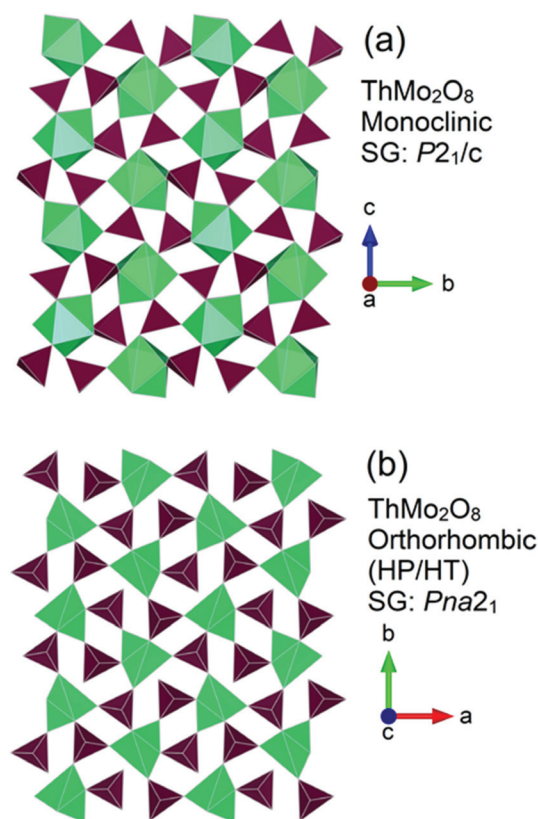 (a)
ThMo₂O₈
Monoclinic
SG: P2₁/c
c
a
b
(b)
ThMo₂O₈
Orthorhombic
(HP/HT)
SG: Pna2₁
b
c
a